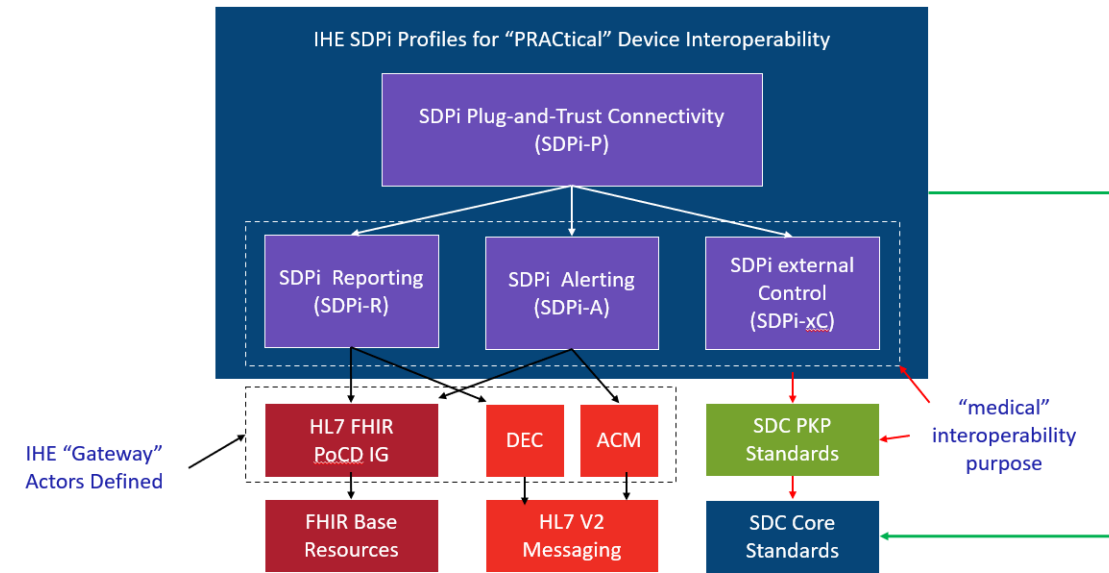 IHE SDPi Profiles for “PRACtical” Device Interoperability
SDPi Plug-and-Trust Connectivity
(SDPi-P)
SDPi Reporting
(SDPi-R)
SDPi Alerting
(SDPi-A)
SDPi external
Control
(SDPi-xC)
IHE “Gateway”
Actors Defined
HL7 FHIR
PoCD IG
DEC
ACM
SDC PKP
Standards
“medical”
interoperability
purpose
FHIR Base
Resources
HL7 V2
Messaging
SDC Core
Standards